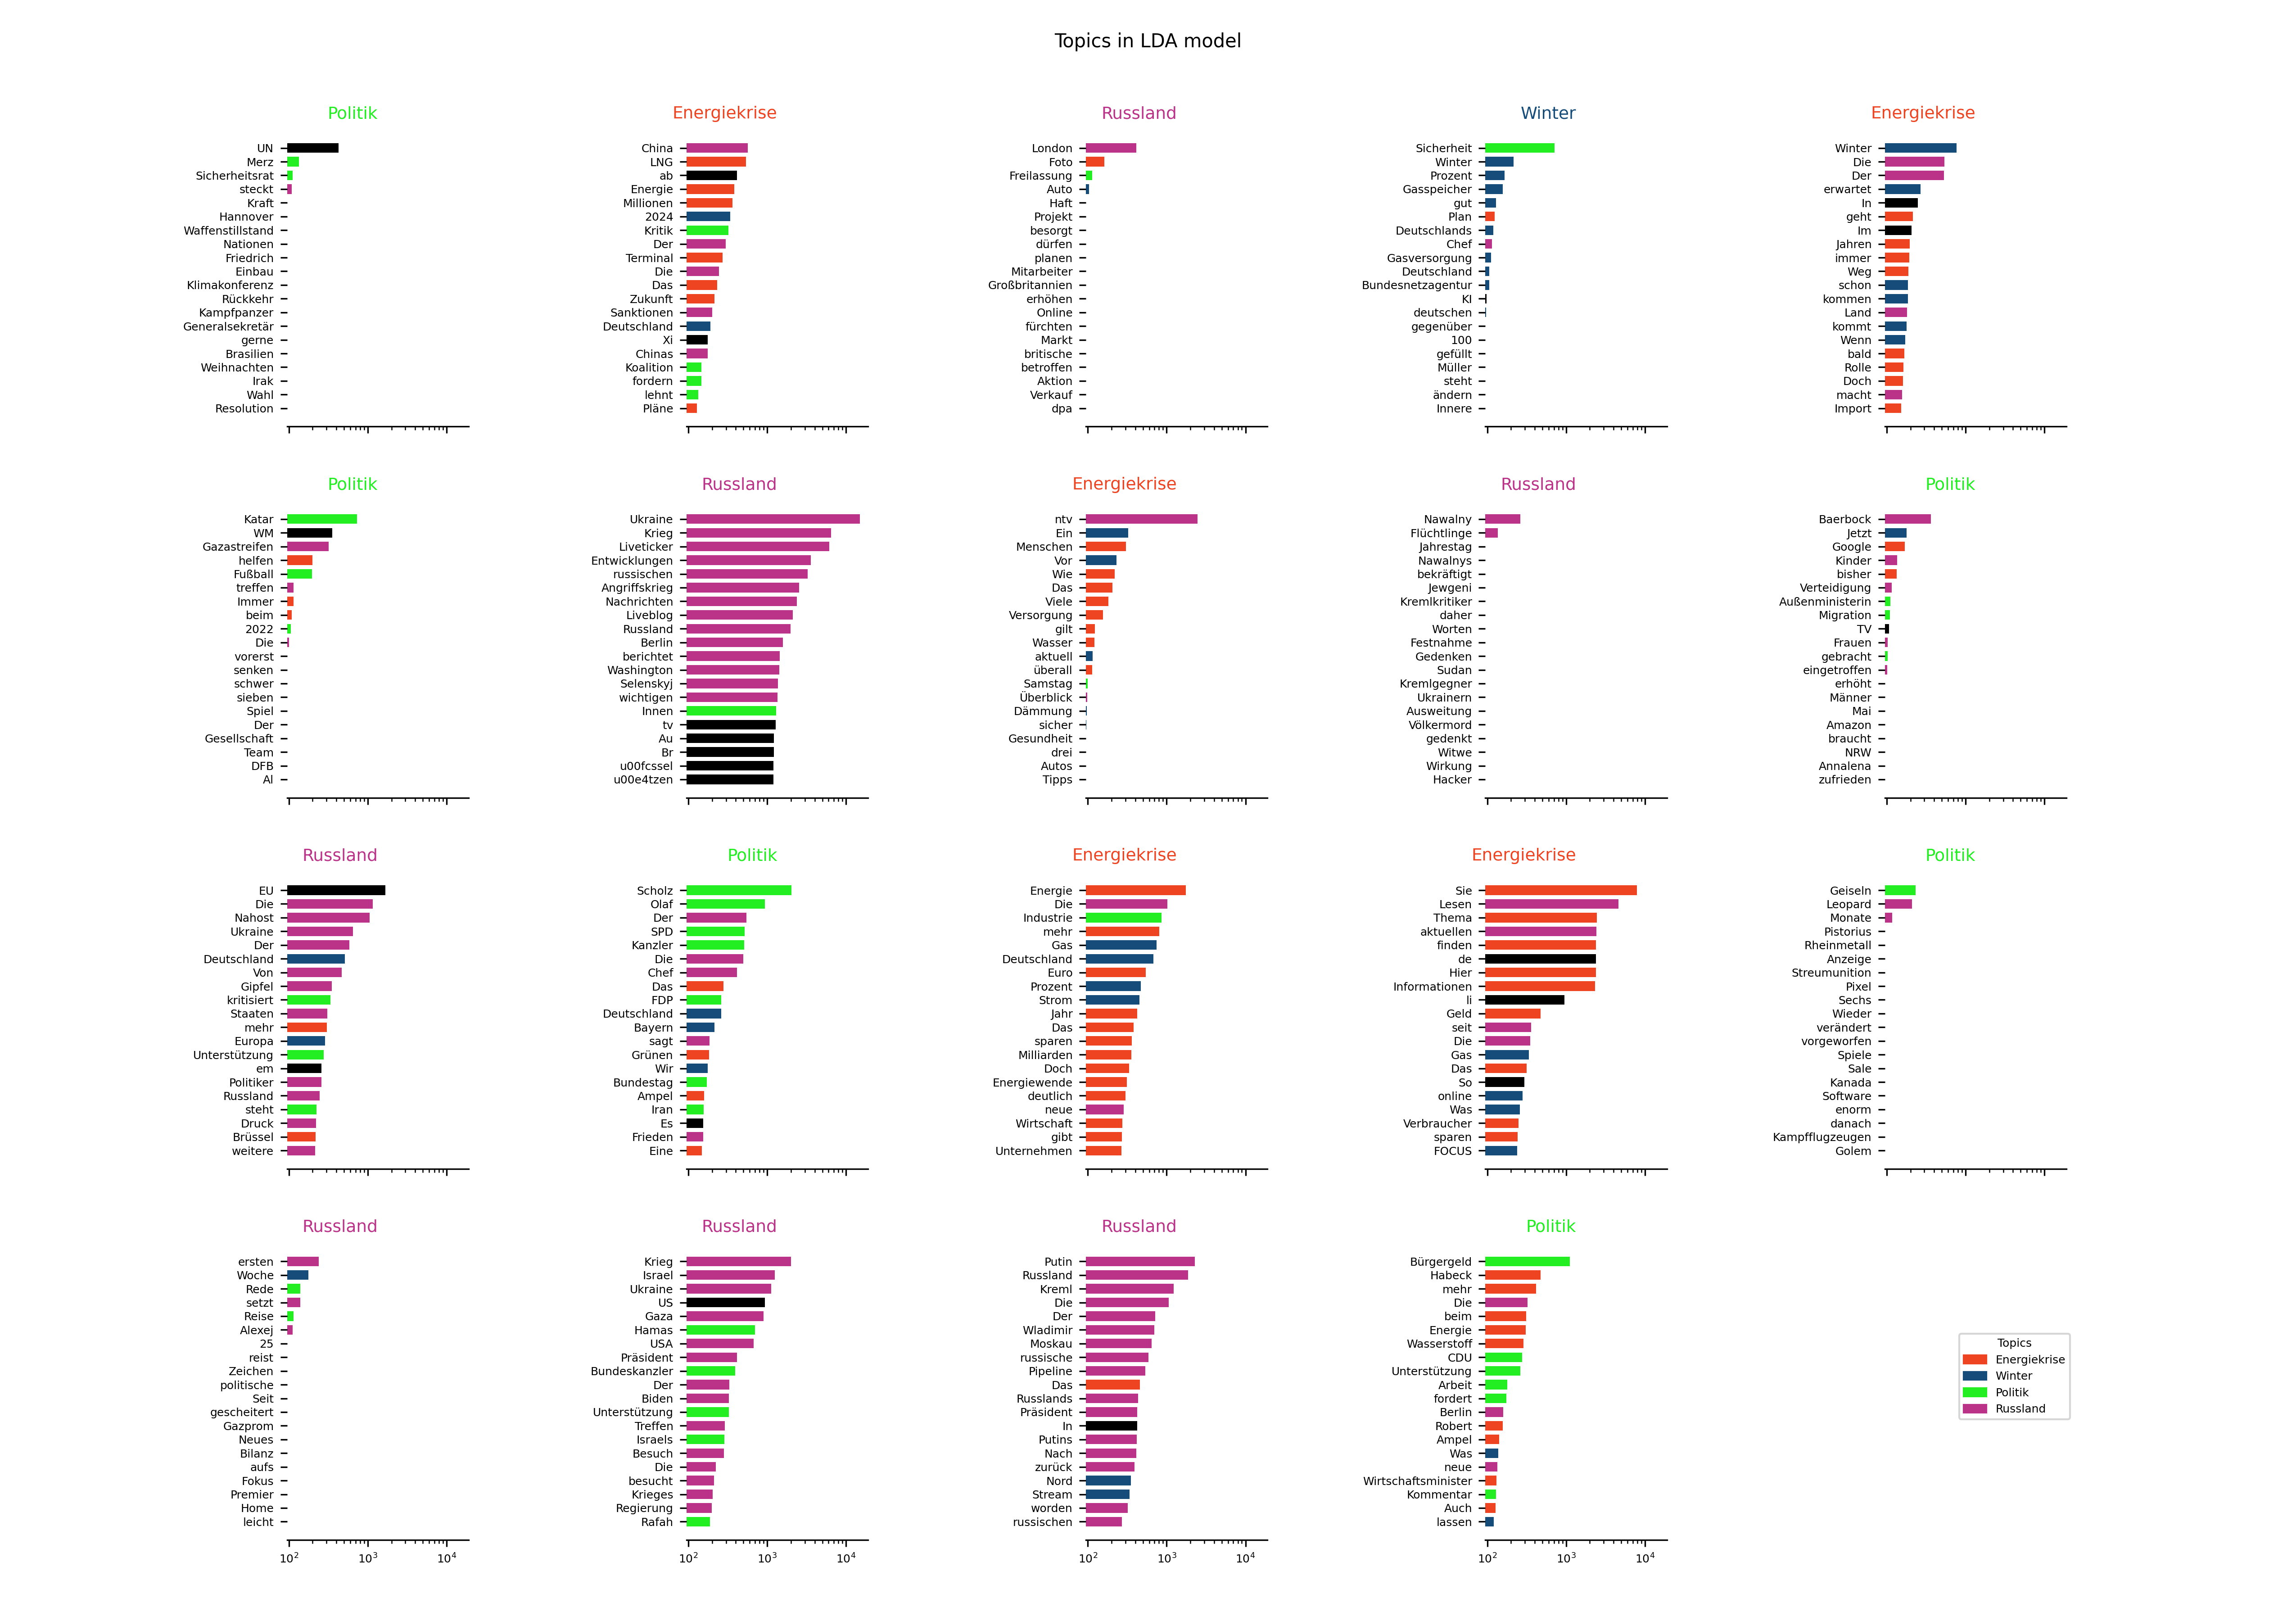 Topics in LDA model
Politik
UN
Merz
Sicherheitsrat
steckt
Kraft
Hannover
Waffenstillstand
Nationen
Friedrich
Einbau
Klimakonferenz
Rückkehr
Kampfpanzer
Generalsekretär
gerne
Brasilien
Weihnachten
Irak
Wahl
Resolution
Energiekrise
China
LNG
ab
Energie
Millionen
2024
Kritik
Der
Terminal
Die
Das
Zukunft
Sanktionen
Deutschland
Xi
Chinas
Koalition
fordern
lehnt
Pläne
Russland
London
Foto
Freilassung
Auto
Haft
Projekt
besorgt
dürfen
planen
Mitarbeiter
Großbritannien
erhöhen
Online
fürchten
Markt
britische
betroffen
Aktion
Verkauf
dpa
Winter
Sicherheit
Winter
Prozent
Gasspeicher
gut
Plan
Deutschlands
Chef
Gasversorgung
Deutschland
Bundesnetzagentur
KI
deutschen
gegenüber
100
gefüllt
Müller
steht
ändern
Innere
Energiekrise
Winter
Die
Der
erwartet
In
geht
Im
Jahren
immer
Weg
schon
kommen
Land
kommt
Wenn
bald
Rolle
Doch
macht
Import
Politik
Katar
WM
Gazastreifen
helfen
Fußball
treffen
Immer
beim
2022
Die
vorerst
senken
schwer
sieben
Spiel
Der
Gesellschaft
Team
DFB
Al
Russland
Ukraine
Krieg
Liveticker
Entwicklungen
russischen
Angriffskrieg
Nachrichten
Liveblog
Russland
Berlin
berichtet
Washington
Selenskyj
wichtigen
Innen
tv
Au
Br
u00fcssel
u00e4tzen
Energiekrise
ntv
Ein
Menschen
Vor
Wie
Das
Viele
Versorgung
gilt
Wasser
aktuell
überall
Samstag
Überblick
Dämmung
sicher
Gesundheit
drei
Autos
Tipps
Russland
Nawalny
Flüchtlinge
Jahrestag
Nawalnys
bekräftigt
Jewgeni
Kremlkritiker
daher
Worten
Festnahme
Gedenken
Sudan
Kremlgegner
Ukrainern
Ausweitung
Völkermord
gedenkt
Witwe
Wirkung
Hacker
Politik
Baerbock
Jetzt
Google
Kinder
bisher
Verteidigung
Außenministerin
Migration
TV
Frauen
gebracht
eingetroffen
erhöht
Männer
Mai
Amazon
braucht
NRW
Annalena
zufrieden
Russland
EU
Die
Nahost
Ukraine
Der
Deutschland
Von
Gipfel
kritisiert
Staaten
mehr
Europa
Unterstützung
em
Politiker
Russland
steht
Druck
Brüssel
weitere
Politik
Scholz
Olaf
Der
SPD
Kanzler
Die
Chef
Das
FDP
Deutschland
Bayern
sagt
Grünen
Wir
Bundestag
Ampel
Iran
Es
Frieden
Eine
Energiekrise
Energie
Die
Industrie
mehr
Gas
Deutschland
Euro
Prozent
Strom
Jahr
Das
sparen
Milliarden
Doch
Energiewende
deutlich
neue
Wirtschaft
gibt
Unternehmen
Energiekrise
Sie
Lesen
Thema
aktuellen
finden
de
Hier
Informationen
li
Geld
seit
Die
Gas
Das
So
online
Was
Verbraucher
sparen
FOCUS
Politik
Geiseln
Leopard
Monate
Pistorius
Rheinmetall
Anzeige
Streumunition
Pixel
Sechs
Wieder
verändert
vorgeworfen
Spiele
Sale
Kanada
Software
enorm
danach
Kampfflugzeugen
Golem
Russland
ersten
Woche
Rede
setzt
Reise
Alexej
25
reist
Zeichen
politische
Seit
gescheitert
Gazprom
Neues
Bilanz
aufs
Fokus
Premier
Home
leicht
10² 10³ 10⁴
Russland
Krieg
Israel
Ukraine
US
Gaza
Hamas
USA
Präsident
Bundeskanzler
Der
Biden
Unterstützung
Treffen
Israels
Besuch
Die
besucht
Krieges
Regierung
Rafah
10² 10³ 10⁴
Russland
Putin
Russland
Kreml
Die
Der
Wladimir
Moskau
russische
Pipeline
Das
Russlands
Präsident
In
Putins
Nach
zurück
Nord
Stream
worden
russischen
10² 10³ 10⁴
Politik
Bürgergeld
Habeck
mehr
Die
beim
Energie
Wasserstoff
CDU
Unterstützung
Arbeit
fordert
Berlin
Robert
Ampel
Was
neue
Wirtschaftsminister
Kommentar
Auch
lassen
10² 10³ 10⁴
Topics
Energiekrise
Winter
Politik
Russland